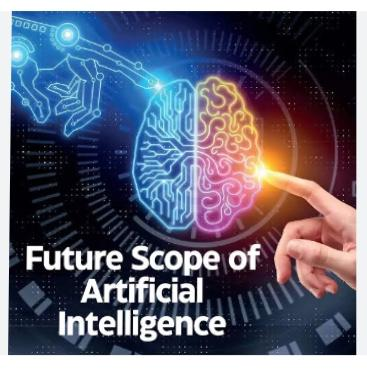 Future Scope of
Artificial
Intelligence